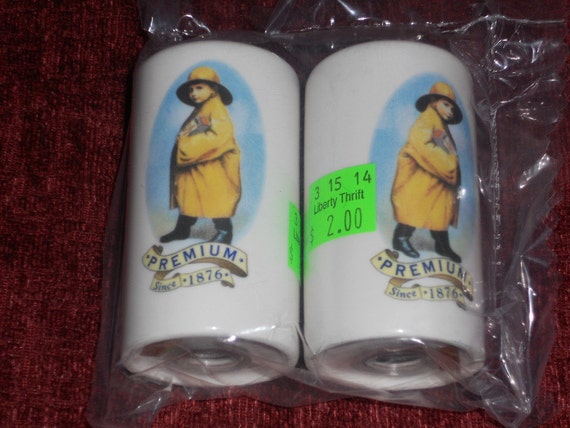 PREMIUM
Since 1876
3 15 14
Liberty Thrift
$ 2.00
PREMIUM
Since 1876